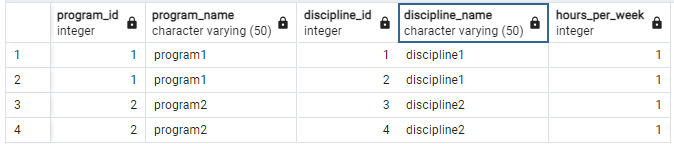 program_id program_name discipline_id discipline_name hours_per_week
integer character varying (50) integer character varying (50) integer
1 1 program1 1 discipline1 1
2 1 program1 2 discipline1 1
3 2 program2 3 discipline2 1
4 2 program2 4 discipline2 1